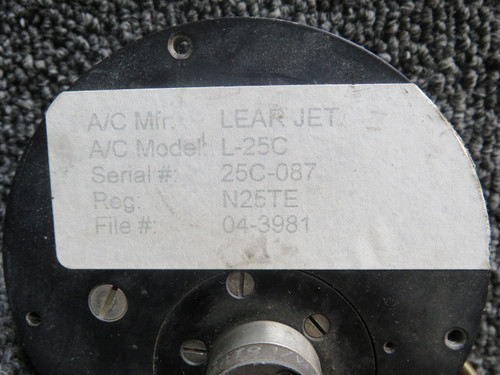 A/C Mfr: LEAR JET
A/C Model: L-25C
Serial #: 25C-087
Reg: N25TE
File #: 04-3981